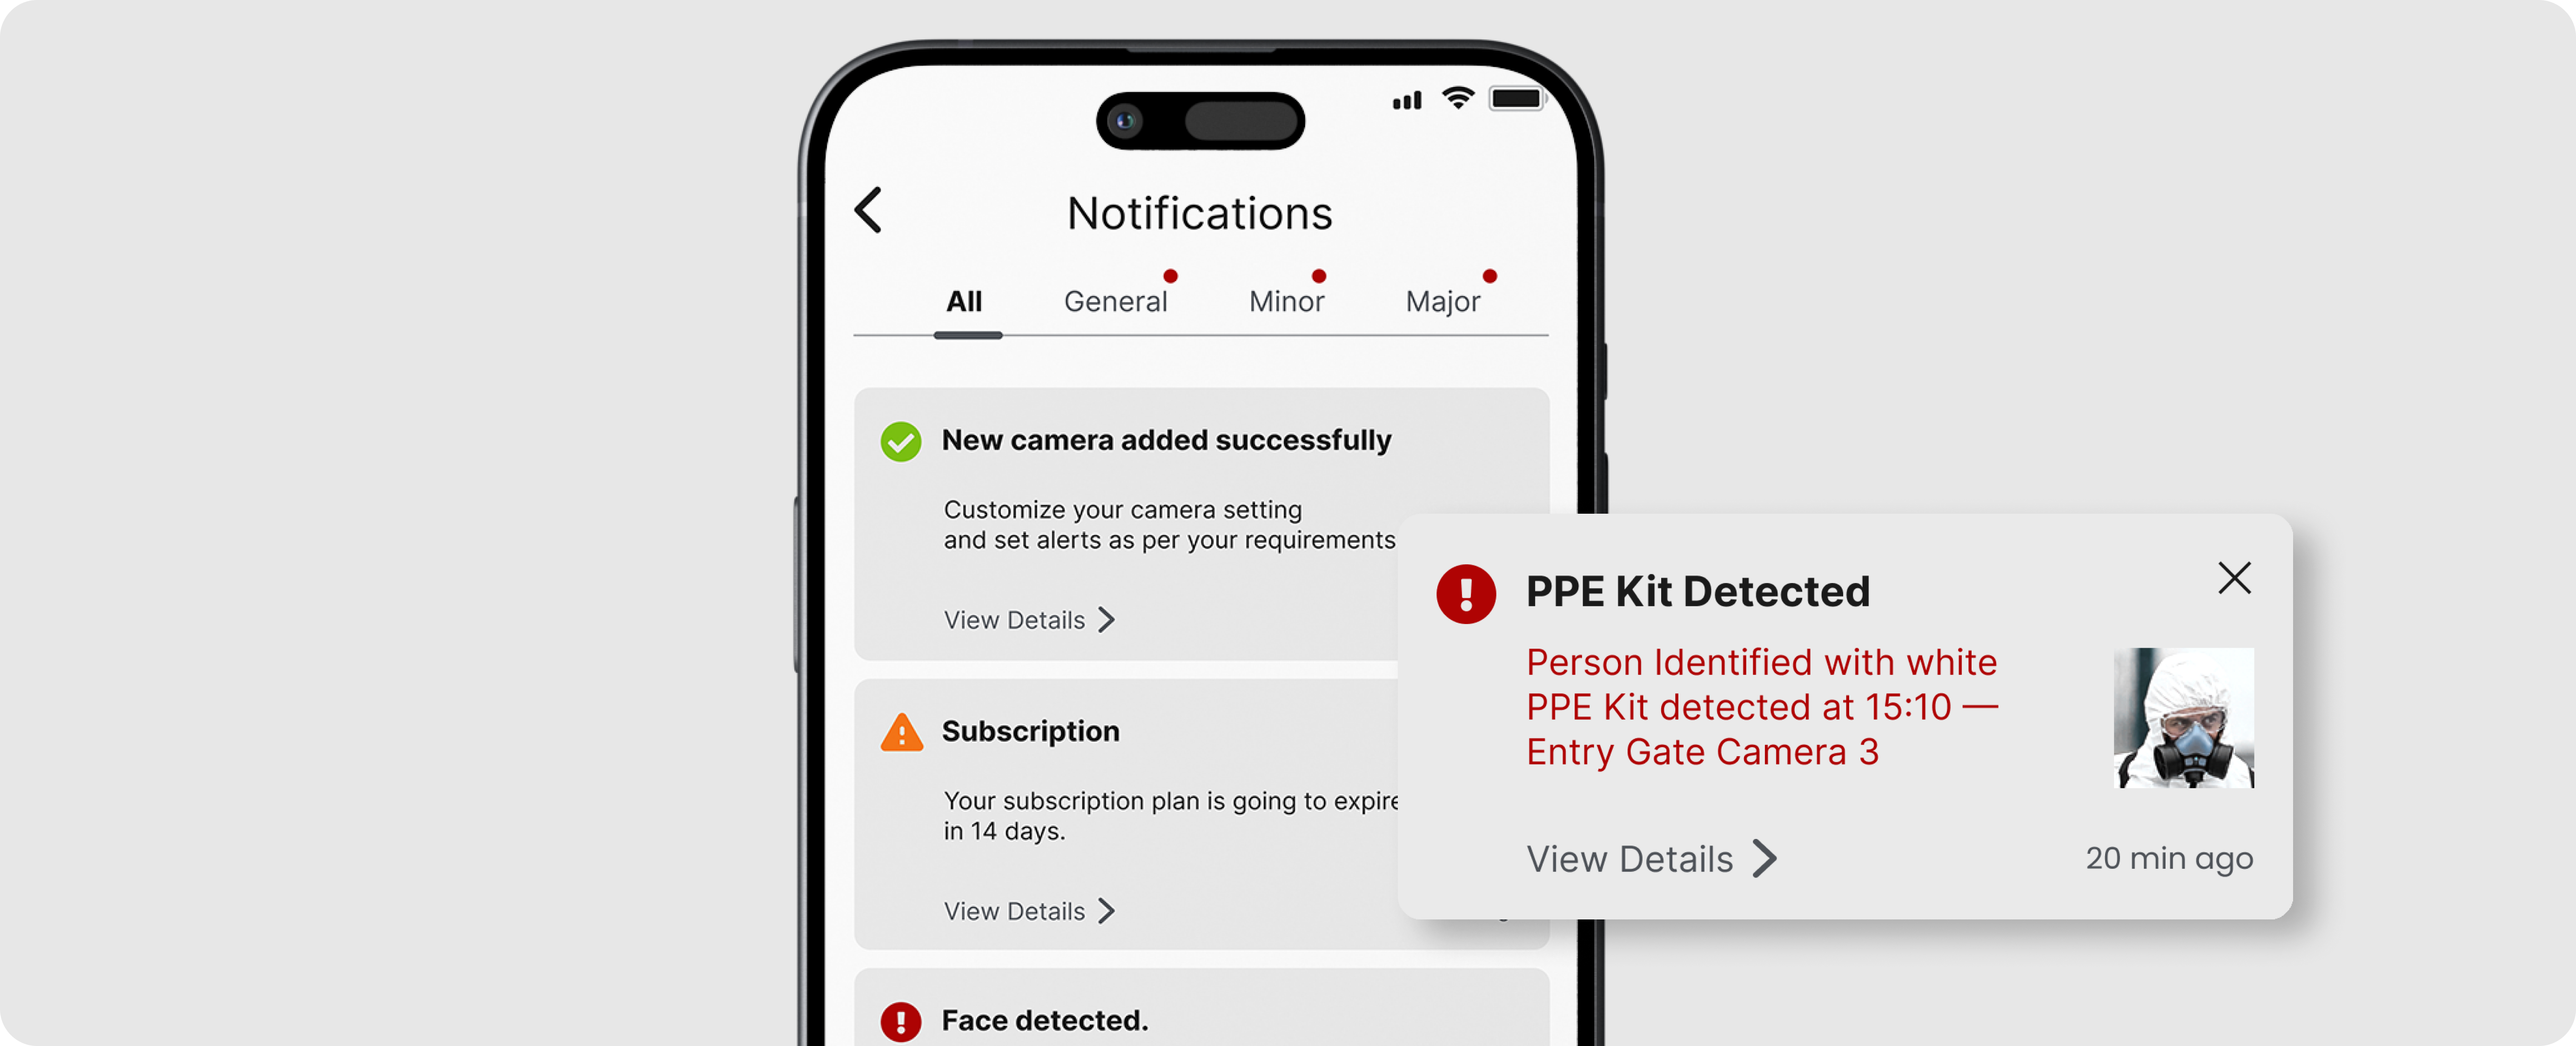 Notifications
All
General
Minor
Major
New camera added successfully
Customize your camera setting
and set alerts as per your requirements
View Details
Subscription
Your subscription plan is going to expire
in 14 days.
View Details
Face detected.
PPE Kit Detected
Person Identified with white
PPE Kit detected at 15:10 —
Entry Gate Camera 3
View Details
20 min ago